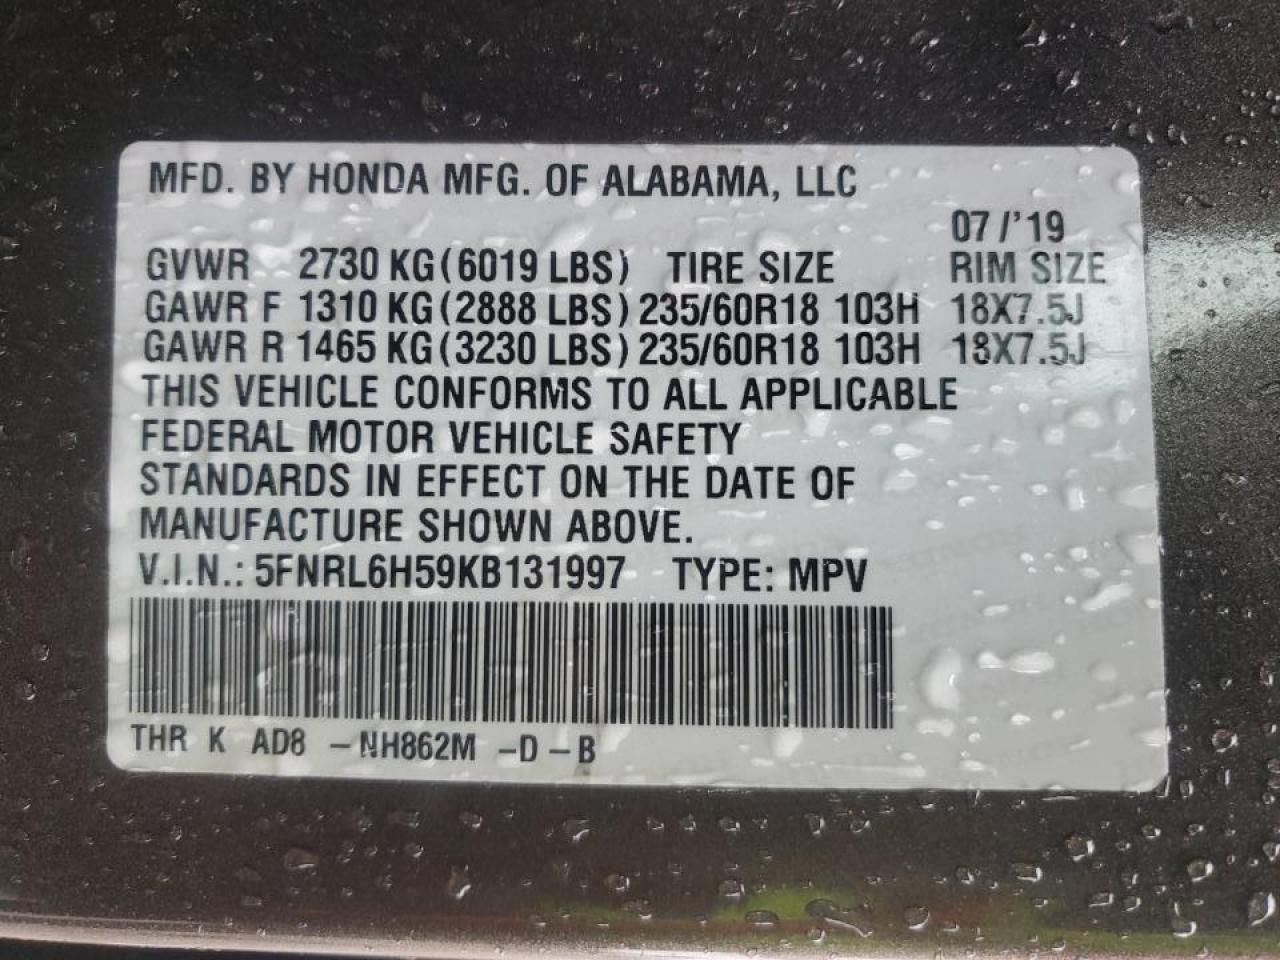 MFD. BY HONDA MFG. OF ALABAMA, LLC
07 /'19
GVWR 2730 KG (6019 LBS) TIRE SIZE RIM SIZE
GAWR F 1310 KG (2888 LBS) 235/60R18 103H 18X7.5J
GAWR R 1465 KG (3230 LBS) 235/60R18 103H 18X7.5J
THIS VEHICLE CONFORMS TO ALL APPLICABLE
FEDERAL MOTOR VEHICLE SAFETY
STANDARDS IN EFFECT ON THE DATE OF
MANUFACTURE SHOWN ABOVE.
V.I.N.: 5FNRL6H59KB131997 TYPE: MPV
THR K AD8 -NH862M -D -B